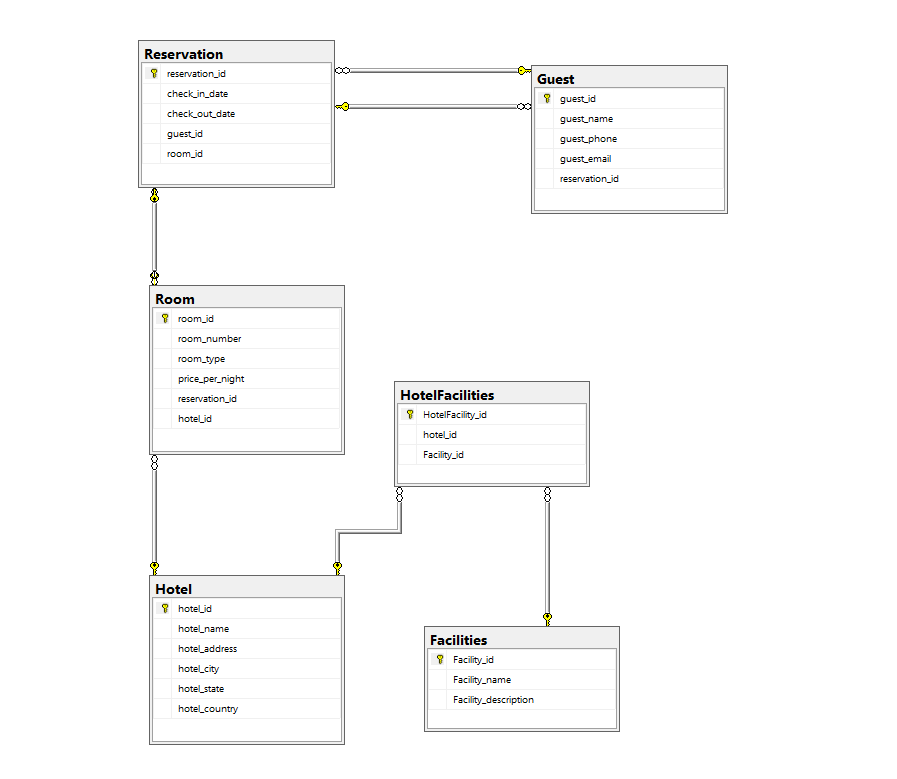 Reservation
reservation_id
check_in_date
check_out_date
guest_id
room_id
Guest
guest_id
guest_name
guest_phone
guest_email
reservation_id
Room
room_id
room_number
room_type
price_per_night
reservation_id
hotel_id
HotelFacilities
HotelFacility_id
hotel_id
Facility_id
Hotel
hotel_id
hotel_name
hotel_address
hotel_city
hotel_state
hotel_country
Facilities
Facility_id
Facility_name
Facility_description